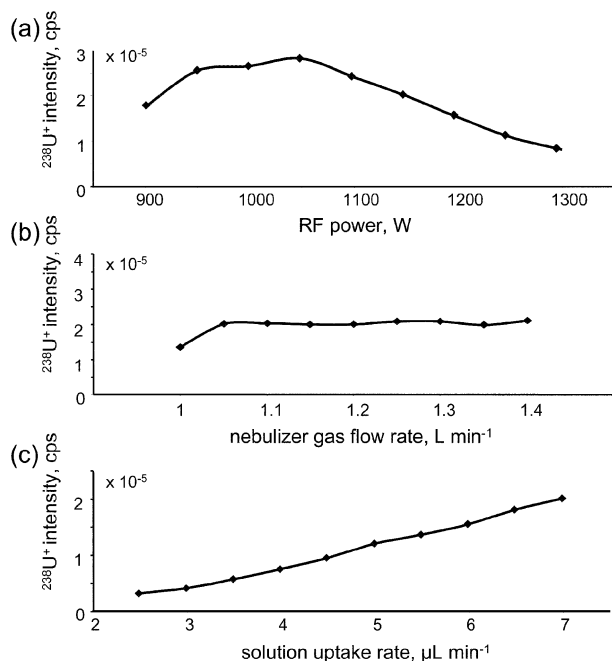 (a)
²³⁸U⁺ intensity, cps
x 10⁻⁵
3
2
1
0
900 1000 1100 1200 1300
RF power, W
(b)
²³⁸U⁺ intensity, cps
x 10⁻⁵
4
3
2
1
0
1 1.1 1.2 1.3 1.4
nebulizer gas flow rate, L min⁻¹
(c)
²³⁸U⁺ intensity, cps
x 10⁻⁵
2
1
0
2 3 4 5 6 7
solution uptake rate, µL min⁻¹